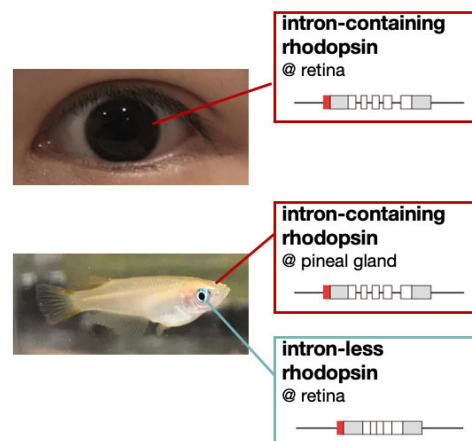 intron-containing
rhodopsin
@ retina
intron-containing
rhodopsin
@ pineal gland
intron-less
rhodopsin
@ retina